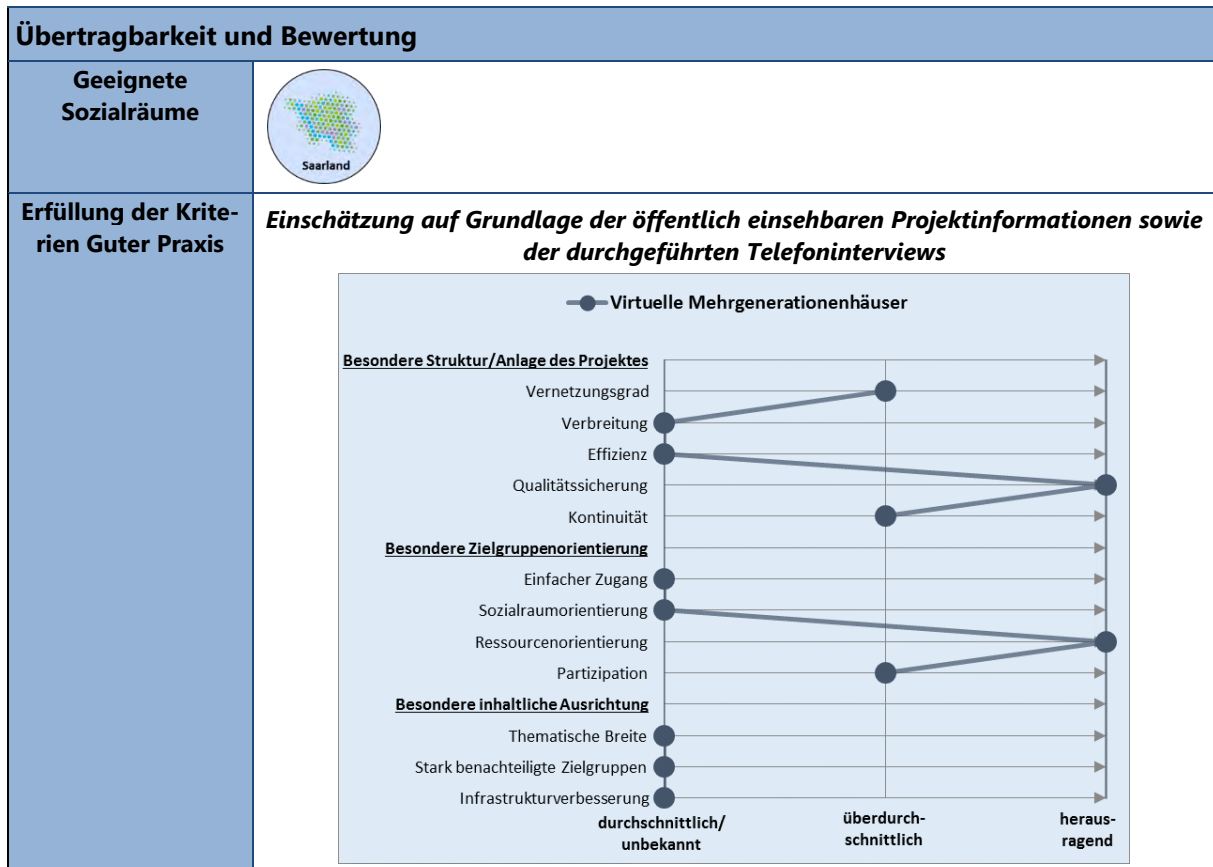 Übertragbarkeit und Bewertung
Geeignete
Sozialräume
Saarland
Erfüllung der Krite-
rien Guter Praxis
Einschätzung auf Grundlage der öffentlich einsehbaren Projektinformationen sowie
der durchgeführten Telefoninterviews
Virtuelle Mehrgenerationenhäuser
Besondere Struktur/Anlage des Projektes
Vernetzungsgrad
Verbreitung
Effizienz
Qualitätssicherung
Kontinuität
Besondere Zielgruppenorientierung
Einfacher Zugang
Sozialraumorientierung
Ressourcenorientierung
Partizipation
Besondere inhaltliche Ausrichtung
Thematische Breite
Stark benachteiligte Zielgruppen
Infrastrukturverbesserung
durchschnittlich/
unbekannt
überdurch-
schnittlich
heraus-
ragend